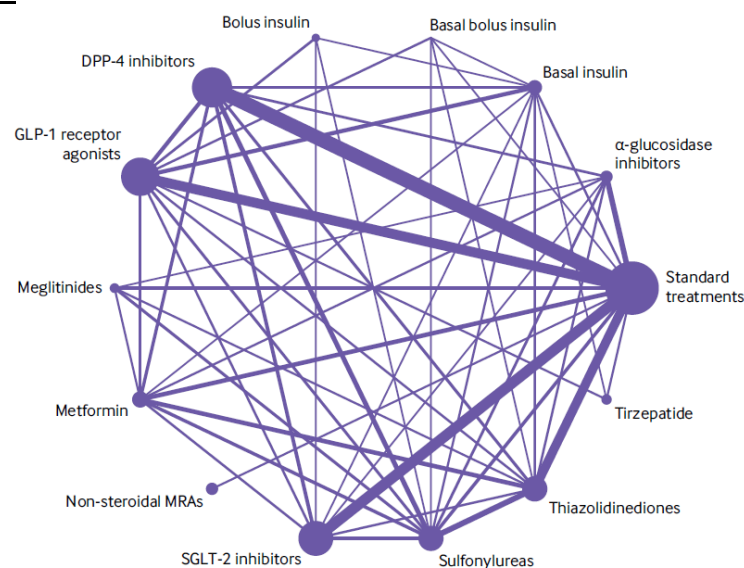 Bolus insulin
Basal bolus insulin
DPP-4 inhibitors
Basal insulin
GLP-1 receptor
agonists
α-glucosidase
inhibitors
Meglitinides
Standard
treatments
Metformin
Tirzepatide
Non-steroidal MRAs
Thiazolidinediones
SGLT-2 inhibitors
Sulfonylureas